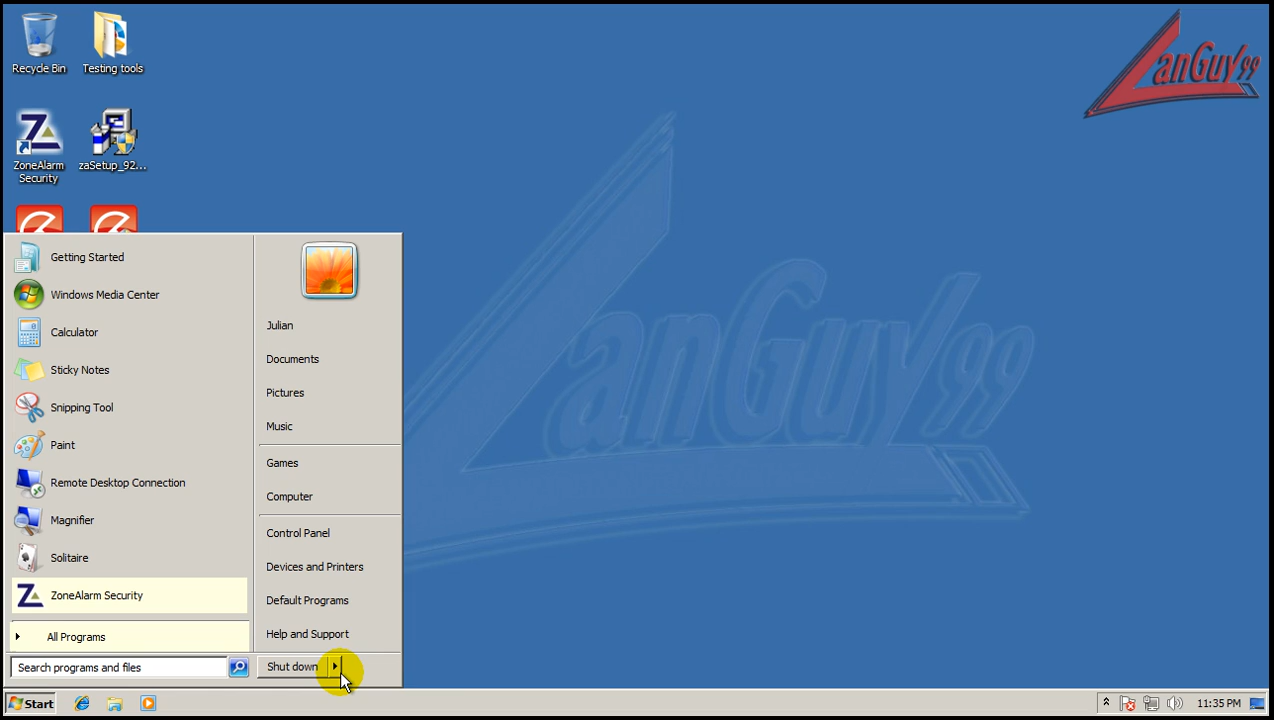 Recycle Bin
Testing tools
LanGuy99
ZoneAlarm
Security
zaSetup_92...
Getting Started
Windows Media Center
Calculator
Sticky Notes
Snipping Tool
Paint
Remote Desktop Connection
Magnifier
Solitaire
ZoneAlarm Security
All Programs
Search programs and files
Julian
Documents
Pictures
Music
Games
Computer
Control Panel
Devices and Printers
Default Programs
Help and Support
Shut down
LanGuy99
Start
11:35 PM